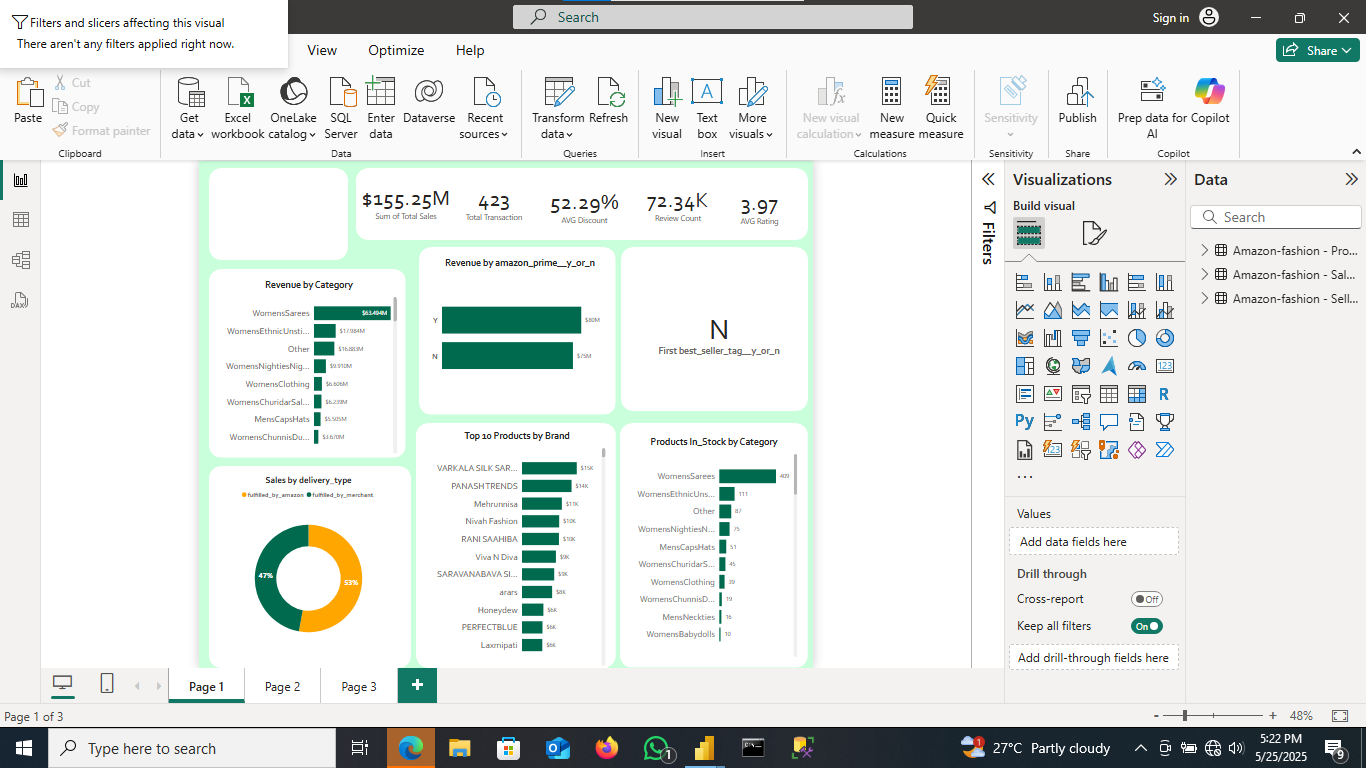 Filters and slicers affecting this visual
There aren't any filters applied right now.
Search
Sign in
View
Optimize
Help
Share
Paste
Cut
Copy
Format painter
Clipboard
Get data
Excel workbook
OneLake catalog
SQL Server
Enter data
Dataverse
Recent sources
Data
Transform data
Refresh
Queries
New visual
Text box
More visuals
Insert
New visual calculation
New measure
Quick measure
Calculations
Sensitivity
Sensitivity
Publish
Share
Prep data for AI
Copilot
Copilot
$155.25M
Sum of Total Sales
423
Total Transaction
52.29%
AVG Discount
72.34K
Review Count
3.97
AVG Rating
Revenue by Category
WomensSarees $63.494M
WomensEthnicUnsti... $17.984M
Other $16.883M
WomensNightiesNig... $9.910M
WomensClothing $6.606M
WomensChuridarSal... $6.239M
MensCapsHats $5.505M
WomensChunnisDu... $3.670M
Revenue by amazon_prime__y_or_n
Y $80M
N $75M
N
First best_seller_tag__y_or_n
Sales by delivery_type
fulfilled_by_amazon fulfilled_by_merchant
47%
53%
Top 10 Products by Brand
VARKALA SILK SAR... $15K
PANASH TRENDS $14K
Mehrunnisa $11K
Nivah Fashion $10K
RANI SAAHIBA $10K
Viva N Diva $9K
SARAVANABAVA SI... $9K
arars $8K
Honeydew $6K
PERFECTBLUE $6K
Laxmipati $6K
Products In_Stock by Category
WomensSarees 409
WomensEthnicUns... 111
Other 87
WomensNightiesN... 75
MensCapsHats 51
WomensChuridarS... 45
WomensClothing 39
WomensChunnisD... 19
MensNeckties 16
WomensBabydolls 10
Filters
Visualizations
Build visual
123
R
Py
123
...
Values
Add data fields here
Drill through
Cross-report
Off
Keep all filters
On
Add drill-through fields here
Data
Search
Amazon-fashion - Pro...
Amazon-fashion - Sal...
Amazon-fashion - Sell...
DAX
Page 1
Page 2
Page 3
+
Page 1 of 3
- + 48%
Type here to search
1
1
27°C Partly cloudy
5:22 PM
5/25/2025
9